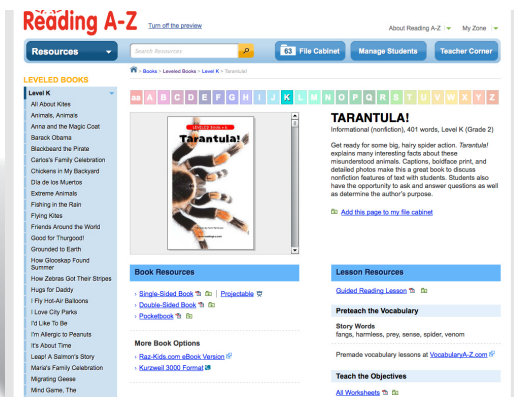 Reading A-Z
Turn off the preview
About Reading A-Z
My Zone
Resources
Search Resources
63 File Cabinet
Manage Students
Teacher Corner
Books > Leveled Books > Level K > Tarantula!
LEVELED BOOKS
Level K
All About Kites
Animals, Animals
Anna and the Magic Coat
Barack Obama
Blackbeard the Pirate
Carlos's Family Celebration
Chickens in My Backyard
Día de los Muertos
Extreme Animals
Fishing in the Rain
Flying Kites
Friends Around the World
Good for Thurgood!
Grounded to Earth
How Glooskap Found
Summer
How Zebras Got Their Stripes
Hugs for Daddy
I Fly Hot-Air Balloons
I Love City Parks
I'd Like To Be
I'm Allergic to Peanuts
It's About Time
Leap! A Salmon's Story
Maria's Family Celebration
Migrating Geese
Mind Game, The
aa A B C D E F G H I J K L M N O P Q R S T U V W X Y Z
LEVELED BOOK • K
Tarantula!
TARANTULA!
Informational (nonfiction), 401 words, Level K (Grade 2)
Get ready for some big, hairy spider action. Tarantula!
explains many interesting facts about these
misunderstood animals. Captions, boldface print, and
detailed photos make this a great book to discuss
nonfiction features of text with students. Students also
have the opportunity to ask and answer questions as well
as determine the author's purpose.
Add this page to my file cabinet
Book Resources
Single-Sided Book | Projectable
Double-Sided Book
Pocketbook
More Book Options
Raz-Kids.com eBook Version
Kurzweil 3000 Format
Lesson Resources
Guided Reading Lesson
Preteach the Vocabulary
Story Words
fangs, harmless, prey, sense, spider, venom
Premade vocabulary lessons at VocabularyA-Z.com
Teach the Objectives
All Worksheets